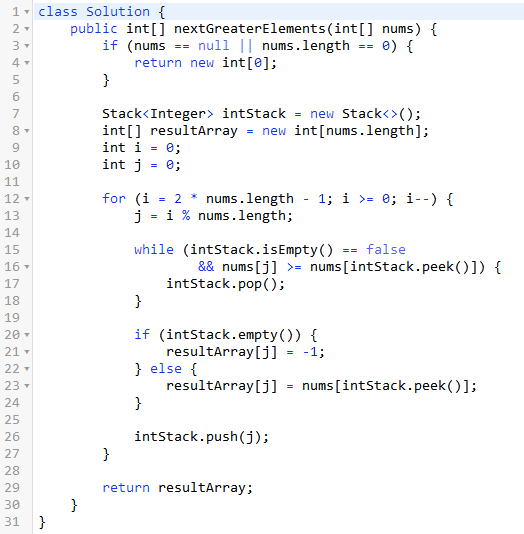 1 class Solution {
2     public int[] nextGreaterElements(int[] nums) {
3         if (nums == null || nums.length == 0) {
4             return new int[0];
5         }
6
7         Stack<Integer> intStack = new Stack<>();
8         int[] resultArray = new int[nums.length];
9         int i = 0;
10         int j = 0;
11
12         for (i = 2 * nums.length - 1; i >= 0; i--) {
13             j = i % nums.length;
14
15             while (intStack.isEmpty() == false
16                     && nums[j] >= nums[intStack.peek()]) {
17                 intStack.pop();
18             }
19
20             if (intStack.empty()) {
21                 resultArray[j] = -1;
22             } else {
23                 resultArray[j] = nums[intStack.peek()];
24             }
25
26             intStack.push(j);
27         }
28
29         return resultArray;
30     }
31 }